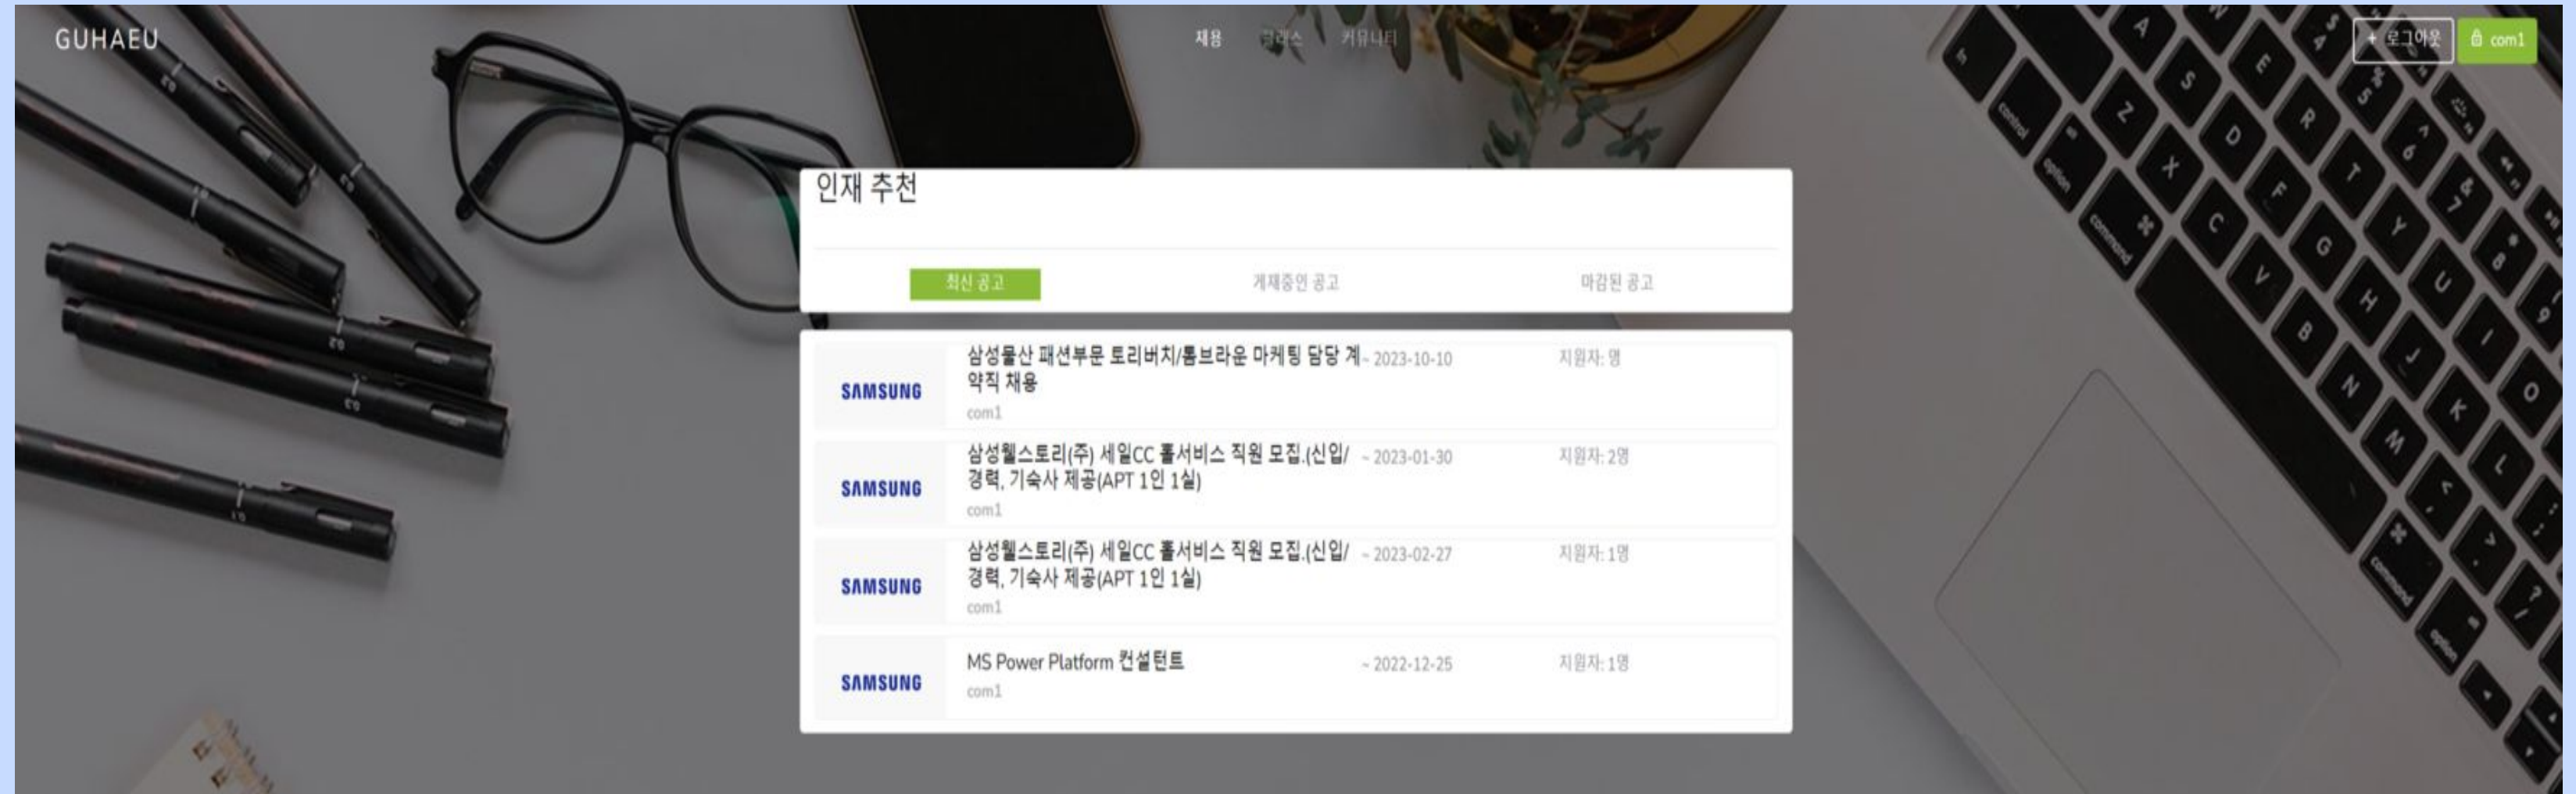 GUHAEU
채용 클래스 커뮤니티
+ 로그아웃 com1
인재 추천
최신 공고 게재중인 공고 마감된 공고
SAMSUNG
삼성물산 패션부문 토리버치/톰브라운 마케팅 담당 계
약직 채용
com1
~ 2023-10-10
지원자: 명
SAMSUNG
삼성웰스토리(주) 세일CC 홀서비스 직원 모집.(신입/
경력, 기숙사 제공(APT 1인 1실)
com1
~ 2023-01-30
지원자: 2명
SAMSUNG
삼성웰스토리(주) 세일CC 홀서비스 직원 모집.(신입/
경력, 기숙사 제공(APT 1인 1실)
com1
~ 2023-02-27
지원자: 1명
SAMSUNG
MS Power Platform 컨설턴트
com1
~ 2022-12-25
지원자: 1명